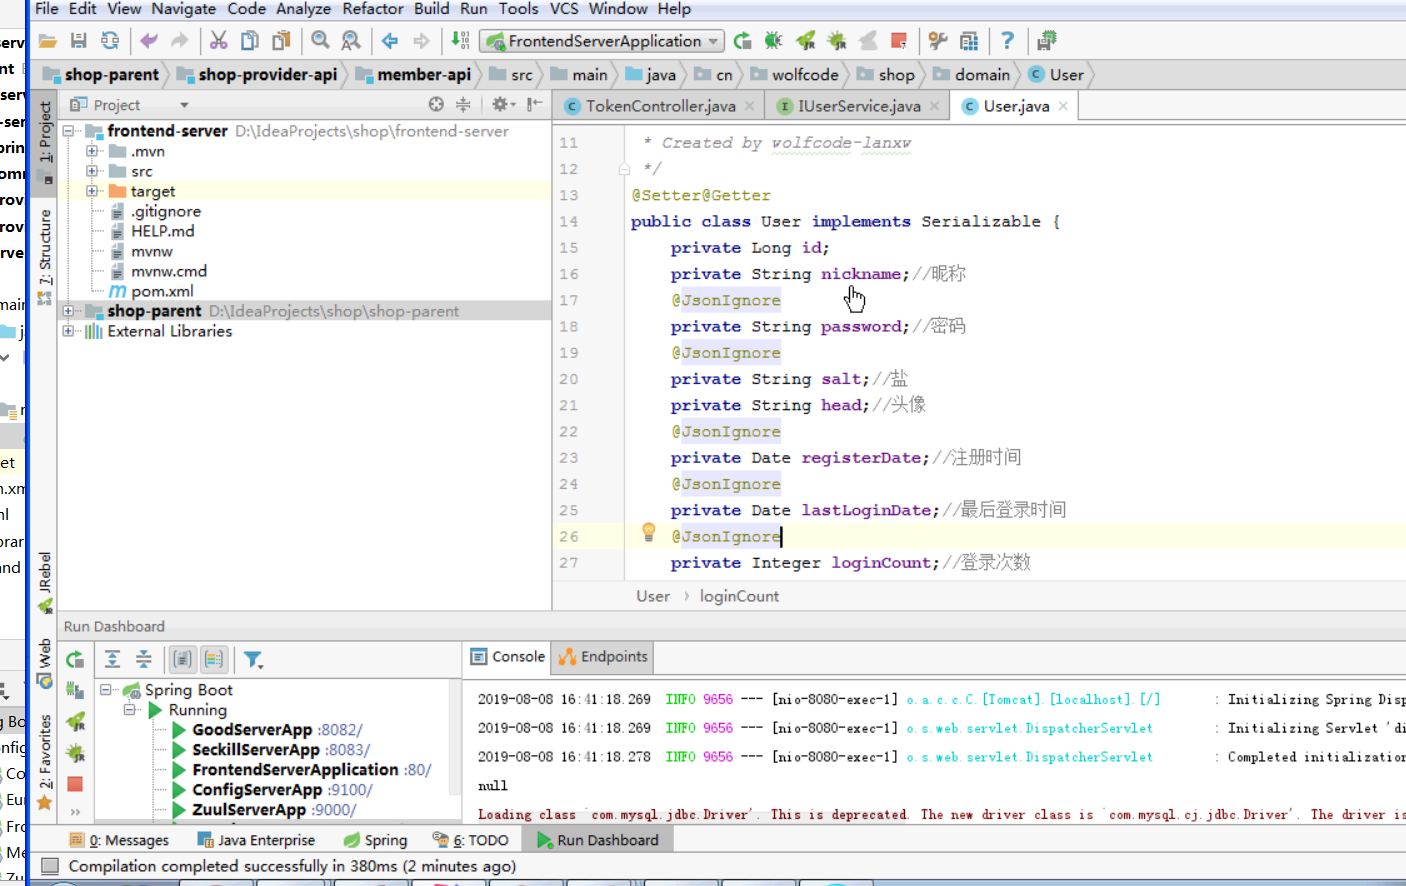 File Edit View Navigate Code Analyze Refactor Build Run Tools VCS Window Help
FrontendServerApplication
shop-parent shop-provider-api member-api src main java cn wolfcode shop domain User
Project
TokenController.java IUserService.java User.java
1: Project
7: Structure
JRebel
Web
2: Favorites
frontend-server D:\IdeaProjects\shop\frontend-server
.mvn
src
target
.gitignore
HELP.md
mvnw
mvnw.cmd
pom.xml
shop-parent D:\IdeaProjects\shop\shop-parent
External Libraries
11 * Created by wolfcode-lanxw
12 */
13 @Setter@Getter
14 public class User implements Serializable {
15 private Long id;
16 private String nickname;//昵称
17 @JsonIgnore
18 private String password;//密码
19 @JsonIgnore
20 private String salt;//盐
21 private String head;//头像
22 @JsonIgnore
23 private Date registerDate;//注册时间
24 @JsonIgnore
25 private Date lastLoginDate;//最后登录时间
26 @JsonIgnore
27 private Integer loginCount;//登录次数
User › loginCount
Run Dashboard
Console Endpoints
Spring Boot
Running
GoodServerApp :8082/
SeckillServerApp :8083/
FrontendServerApplication :80/
ConfigServerApp :9100/
ZuulServerApp :9000/
2019-08-08 16:41:18.269 INFO 9656 --- [nio-8080-exec-1] o.a.c.c.C.[Tomcat].[localhost].[/] : Initializing Spring Disp
2019-08-08 16:41:18.269 INFO 9656 --- [nio-8080-exec-1] o.s.web.servlet.DispatcherServlet : Initializing Servlet 'di
2019-08-08 16:41:18.278 INFO 9656 --- [nio-8080-exec-1] o.s.web.servlet.DispatcherServlet : Completed initialization
null
Loading class `com.mysql.jdbc.Driver'. This is deprecated. The new driver class is `com.mysql.cj.jdbc.Driver'. The driver is
0: Messages Java Enterprise Spring 6: TODO Run Dashboard
Compilation completed successfully in 380ms (2 minutes ago)